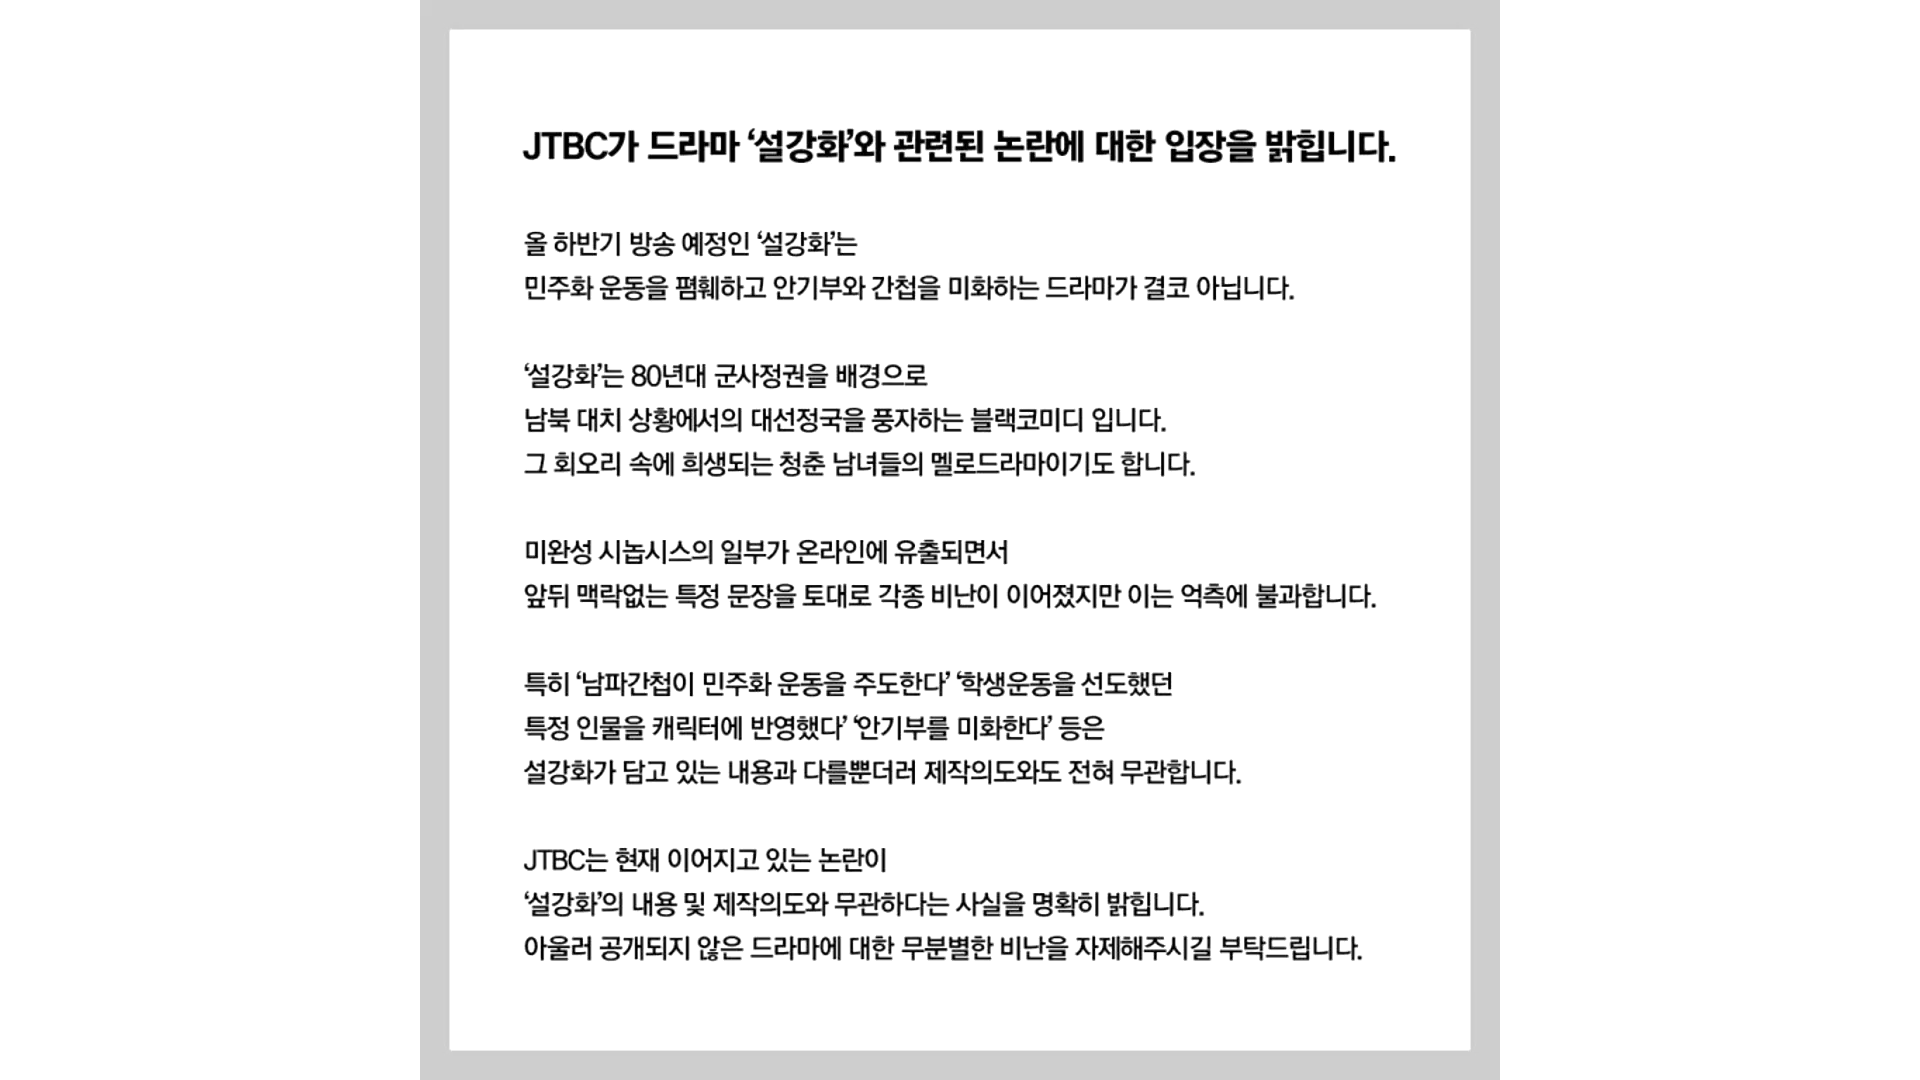 JTBC가 드라마 ‘설강화’와 관련된 논란에 대한 입장을 밝힙니다.
올 하반기 방송 예정인 ‘설강화’는
민주화 운동을 폄훼하고 안기부와 간첩을 미화하는 드라마가 결코 아닙니다.
‘설강화’는 80년대 군사정권을 배경으로
남북 대치 상황에서의 대선정국을 풍자하는 블랙코미디 입니다.
그 회오리 속에 희생되는 청춘 남녀들의 멜로드라마이기도 합니다.
미완성 시놉시스의 일부가 온라인에 유출되면서
앞뒤 맥락없는 특정 문장을 토대로 각종 비난이 이어졌지만 이는 억측에 불과합니다.
특히 ‘남파간첩이 민주화 운동을 주도한다’ ‘학생운동을 선도했던
특정 인물을 캐릭터에 반영했다’ ‘안기부를 미화한다’ 등은
설강화가 담고 있는 내용과 다를뿐더러 제작의도와도 전혀 무관합니다.
JTBC는 현재 이어지고 있는 논란이
‘설강화’의 내용 및 제작의도와 무관하다는 사실을 명확히 밝힙니다.
아울러 공개되지 않은 드라마에 대한 무분별한 비난을 자제해주시길 부탁드립니다.